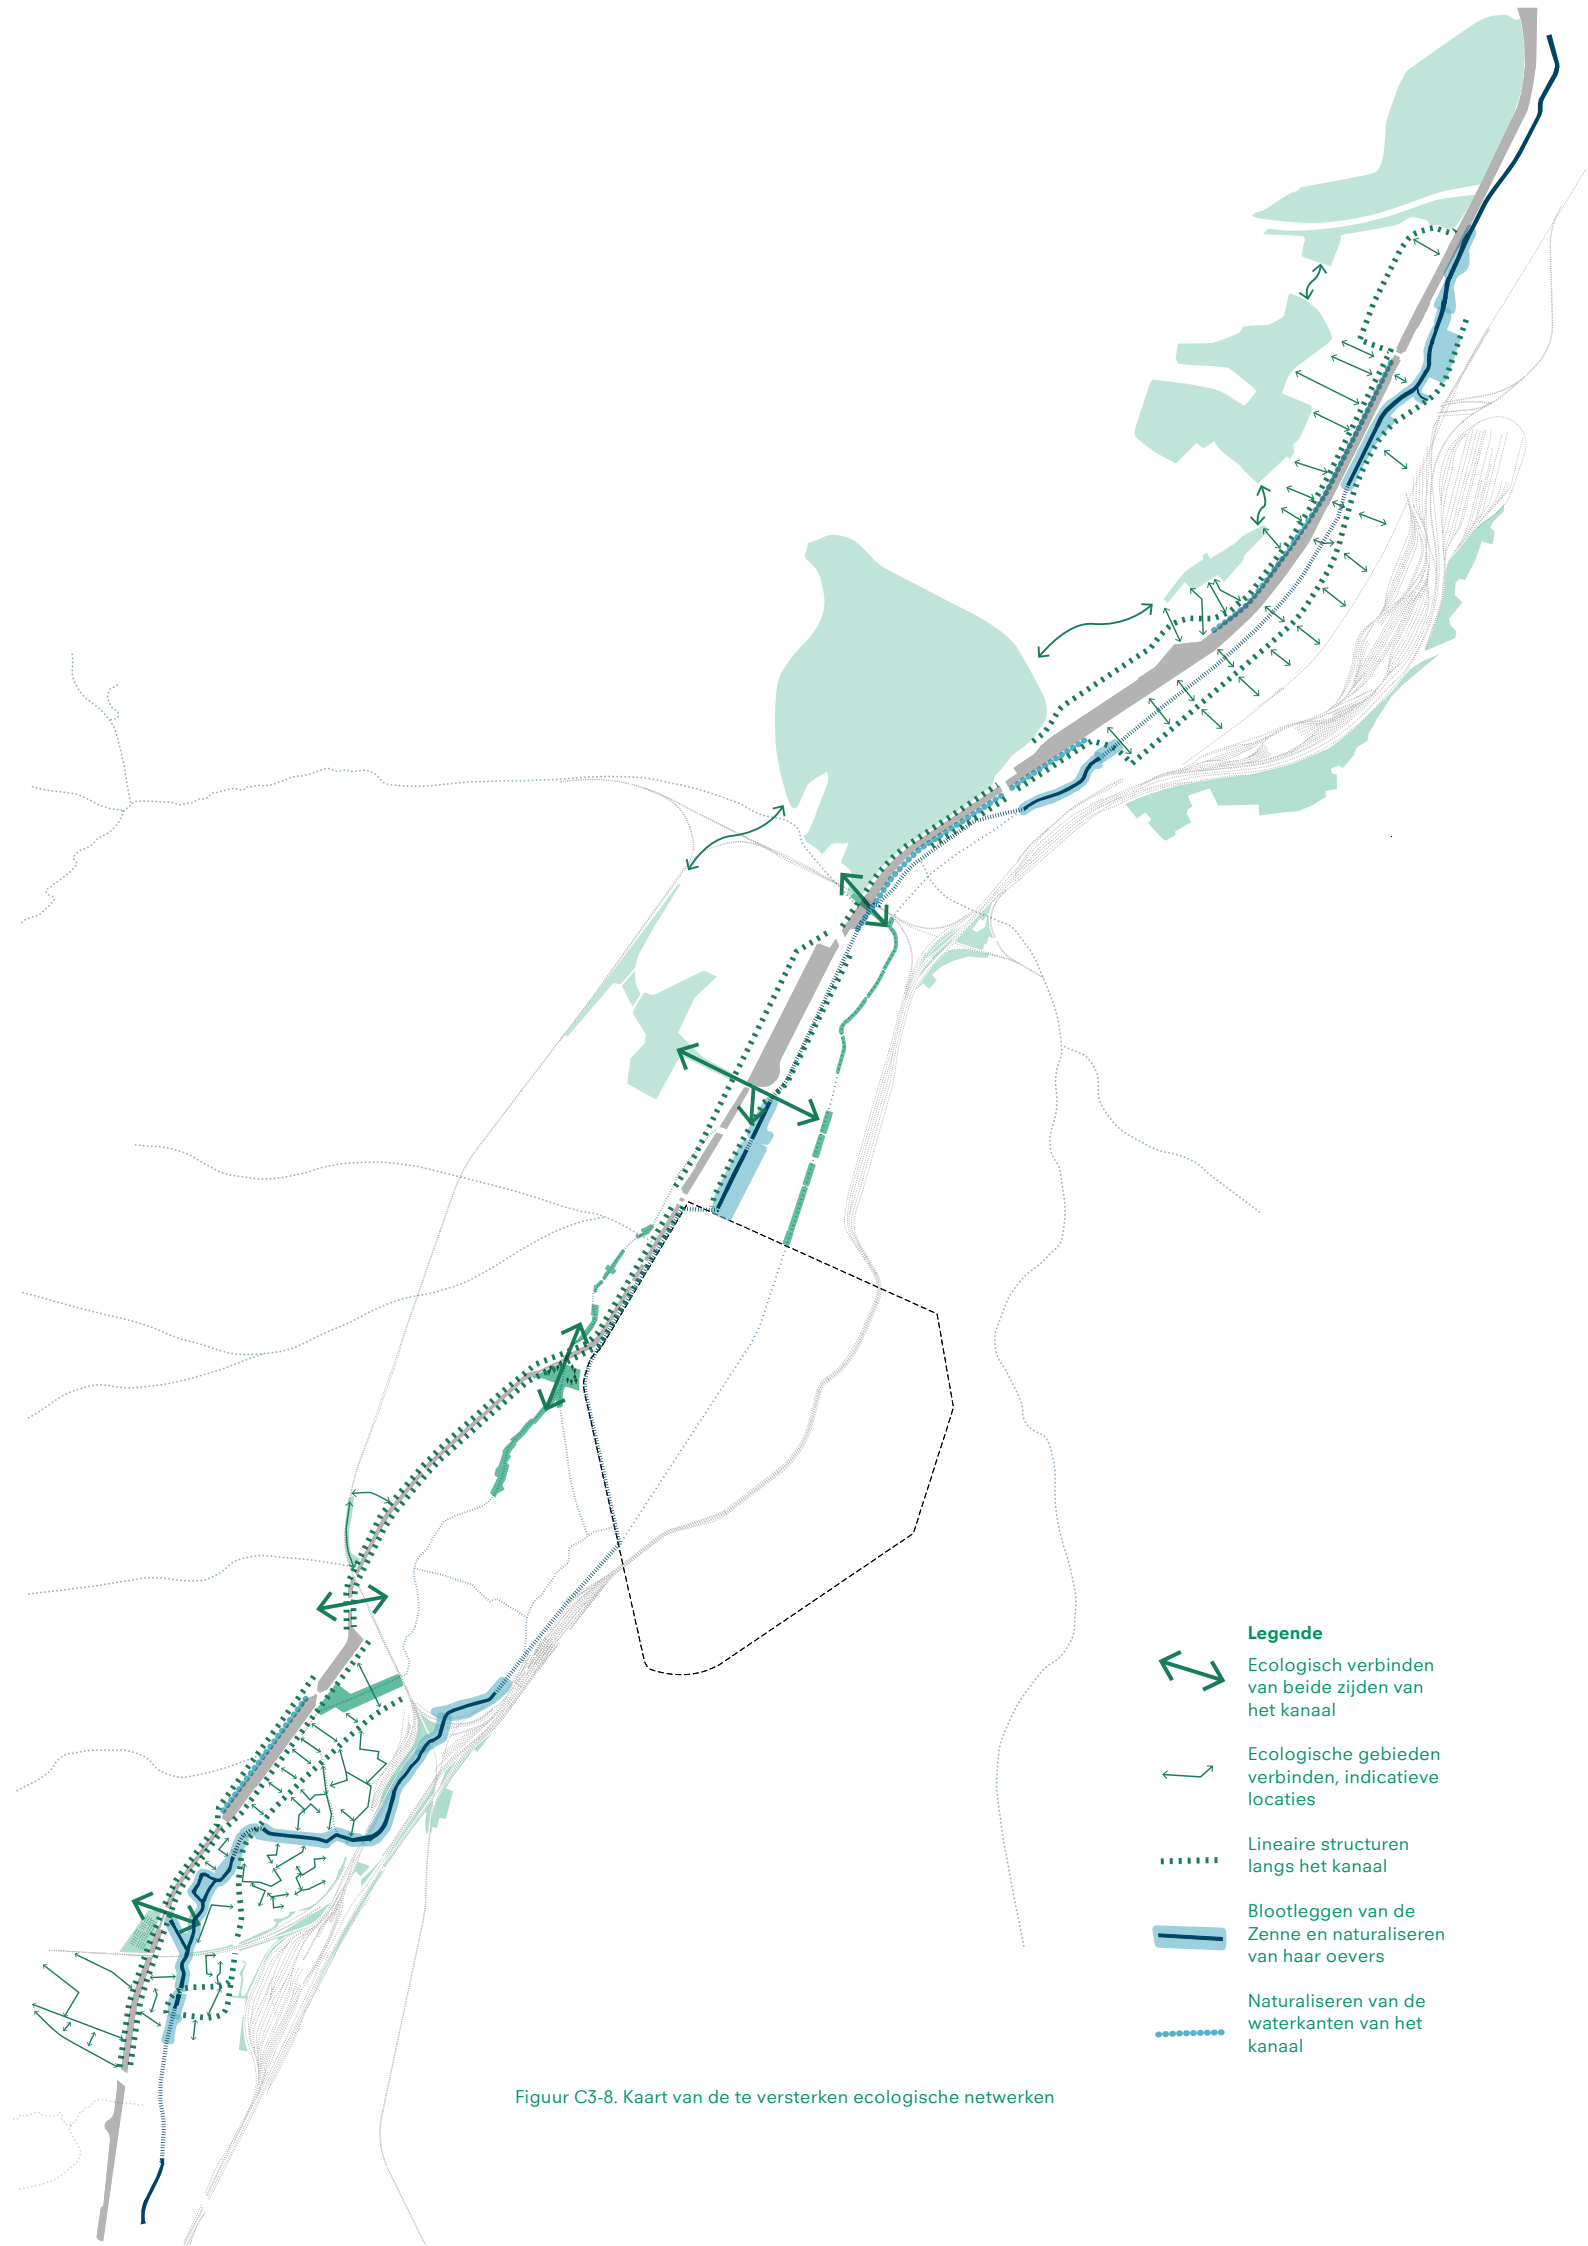 Legende
Ecologisch verbinden
van beide zijden van
het kanaal
Ecologische gebieden
verbinden, indicatieve
locaties
Lineaire structuren
langs het kanaal
Blootleggen van de
Zenne en naturaliseren
van haar oevers
Naturaliseren van de
waterkanten van het
kanaal
Figuur C3-8. Kaart van de te versterken ecologische netwerken